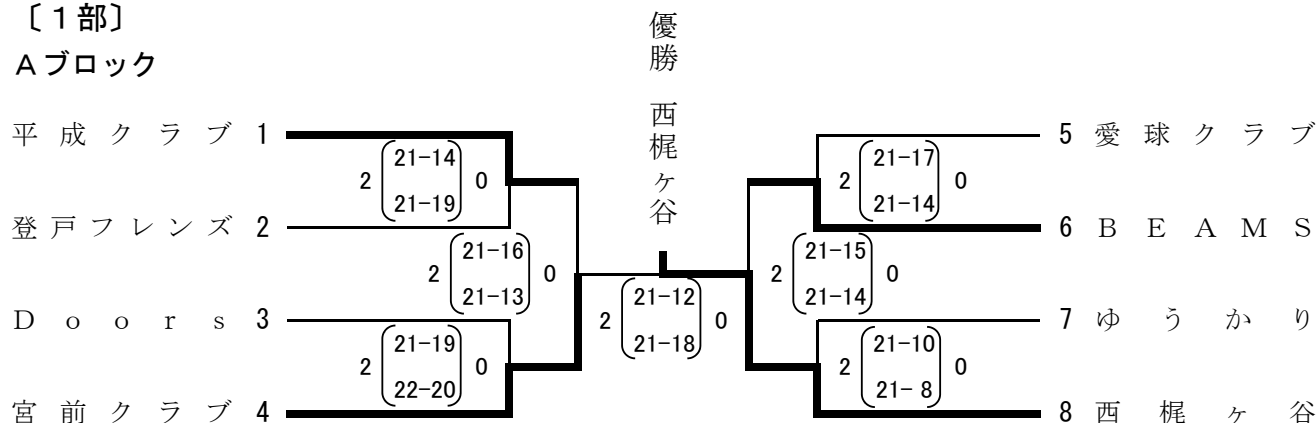 〔１部〕
Ａブロック
優勝 西梶ヶ谷
平成クラブ 1
21-14
2 0
21-19
登戸フレンズ 2
21-16
2 0
21-13
Ｄｏｏｒｓ 3
21-19
2 0
22-20
宮前クラブ 4
21-12
2 0
21-18
5 愛球クラブ
21-17
2 0
21-14
6 ＢＥＡＭＳ
21-15
2 0
21-14
7 ゆうかり
21-10
2 0
21- 8
8 西梶ヶ谷